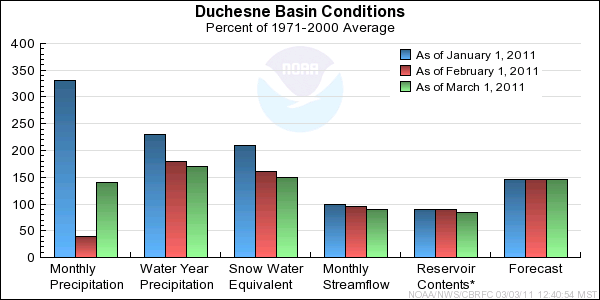 Duchesne Basin Conditions
Percent of 1971-2000 Average
400
350
300
250
200
150
100
50
0
NOAA
As of January 1, 2011
As of February 1, 2011
As of March 1, 2011
Monthly
Precipitation
Water Year
Precipitation
Snow Water
Equivalent
Monthly
Streamflow
Reservoir
Contents*
Forecast
NOAA/NWS/CBRFC 03/03/11 12:40:54 MST